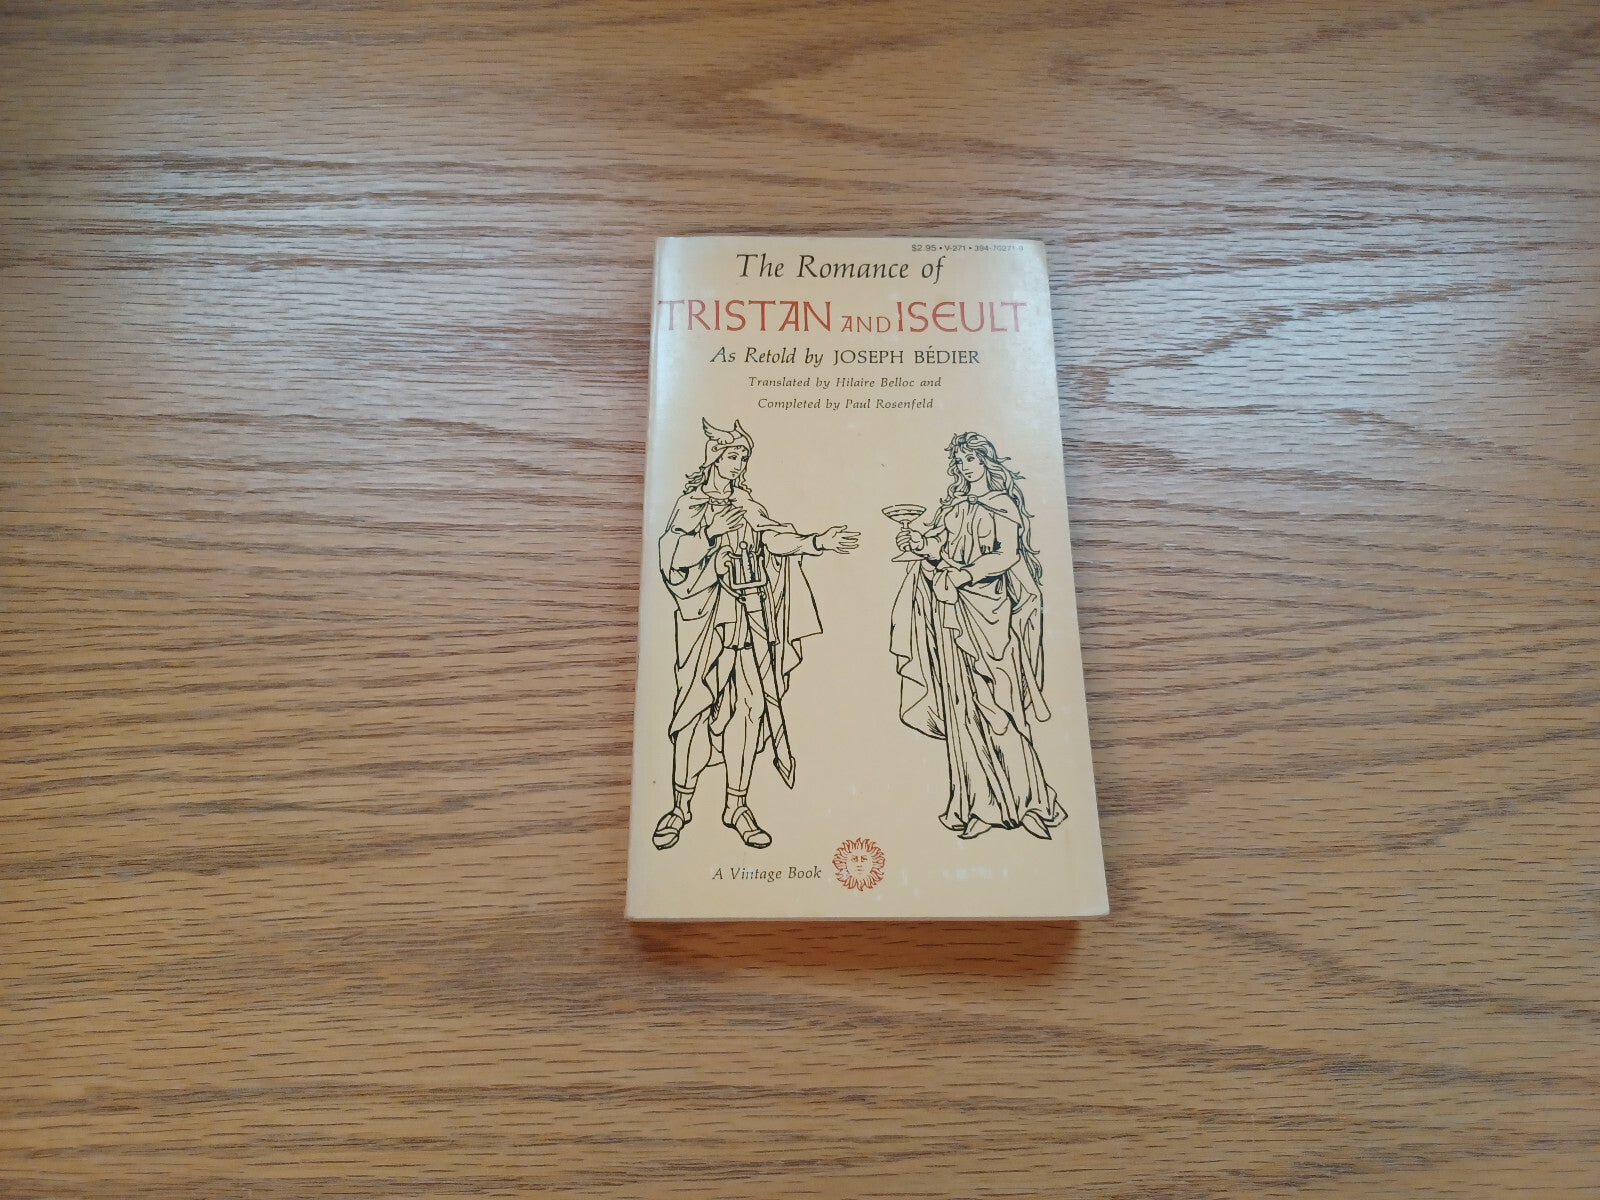 $2.95 • V-271 • 394-70271-9
The Romance of
TRISTAN AND ISEULT
As Retold by JOSEPH BÉDIER
Translated by Hilaire Belloc and
Completed by Paul Rosenfeld
A Vintage Book